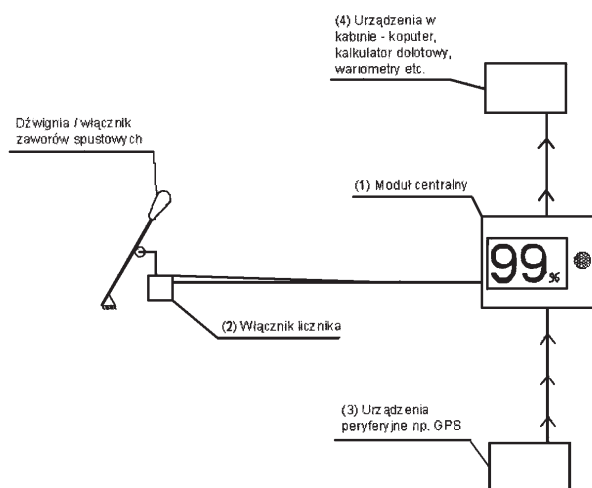 (4) Urządzenia w
kabinie - koputer,
kalkulator dolotowy,
wariometry etc.
Dźwignia / włącznik
zaworów spustowych
(1) Moduł centralny
99%
(2) Włącznik licznika
(3) Urządzenia
peryferyjne np. GPS